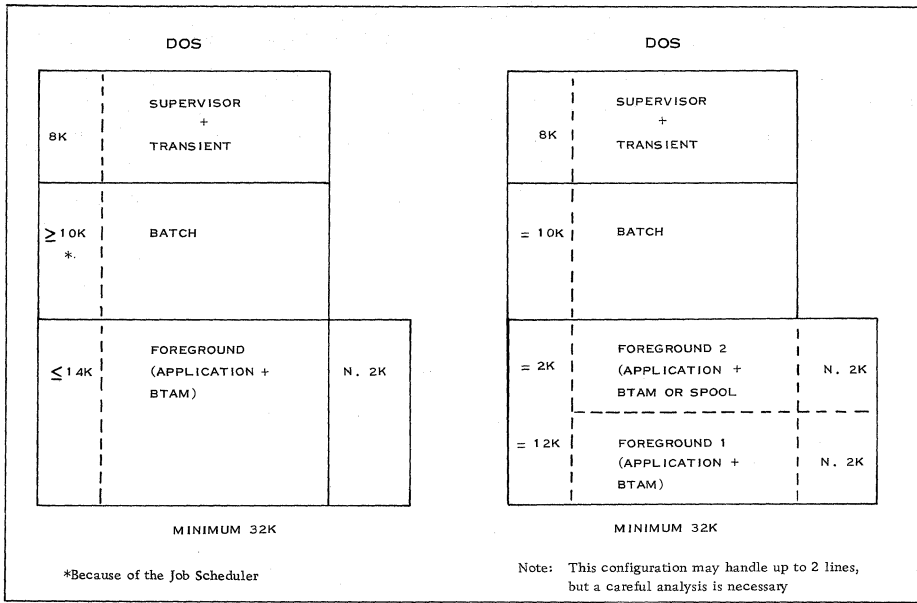 DOS
8K
SUPERVISOR
+
TRANSIENT
≥ 10K
*.
BATCH
≤ 14K
FOREGROUND
(APPLICATION +
BTAM)
N. 2K
MINIMUM 32K
*Because of the Job Scheduler
DOS
8K
SUPERVISOR
+
TRANSIENT
= 10K
BATCH
= 2K
FOREGROUND 2
(APPLICATION +
BTAM OR SPOOL
N. 2K
= 12K
FOREGROUND 1
(APPLICATION +
BTAM)
N. 2K
MINIMUM 32K
Note: This configuration may handle up to 2 lines,
but a careful analysis is necessary